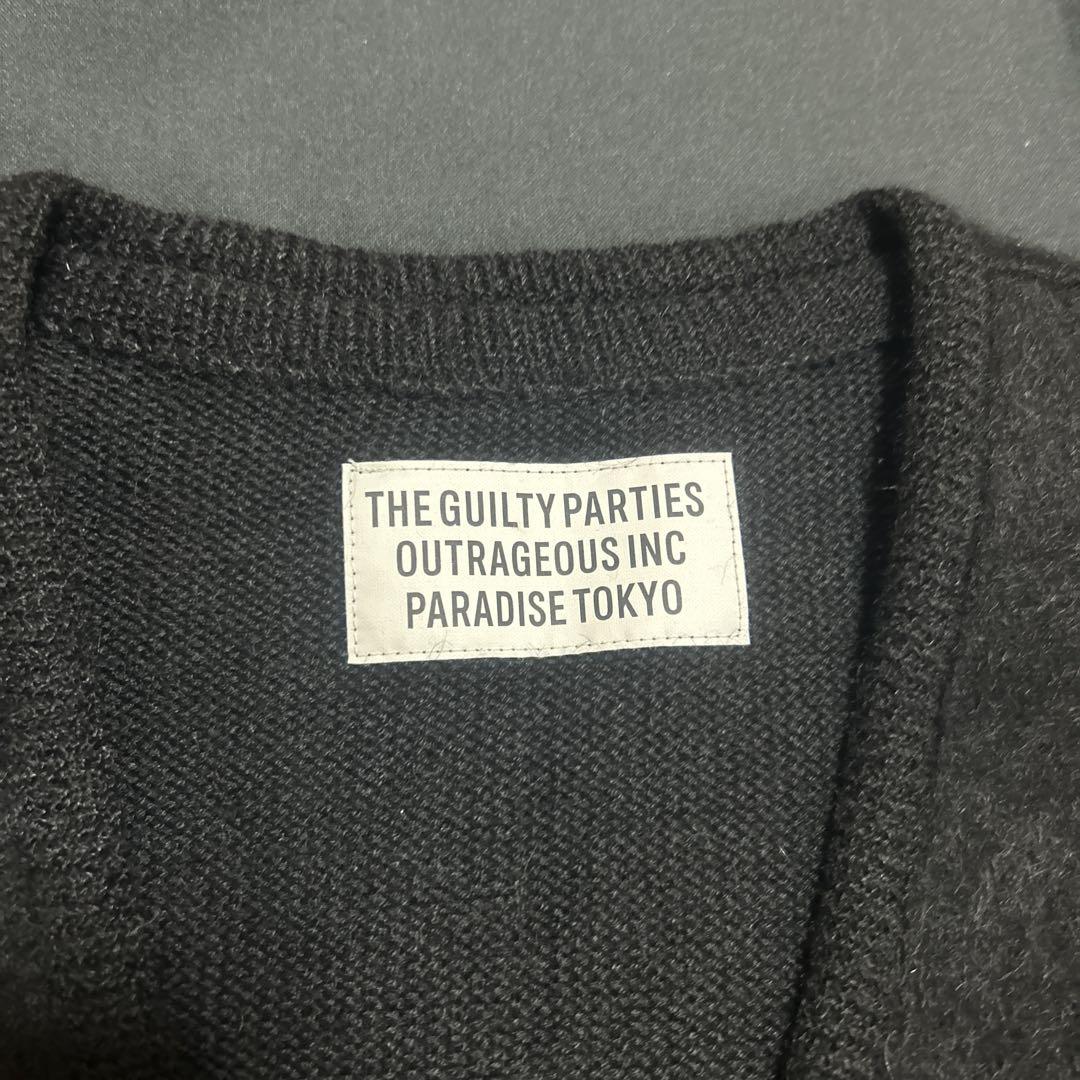 THE GUILTY PARTIES
OUTRAGEOUS INC
PARADISE TOKYO